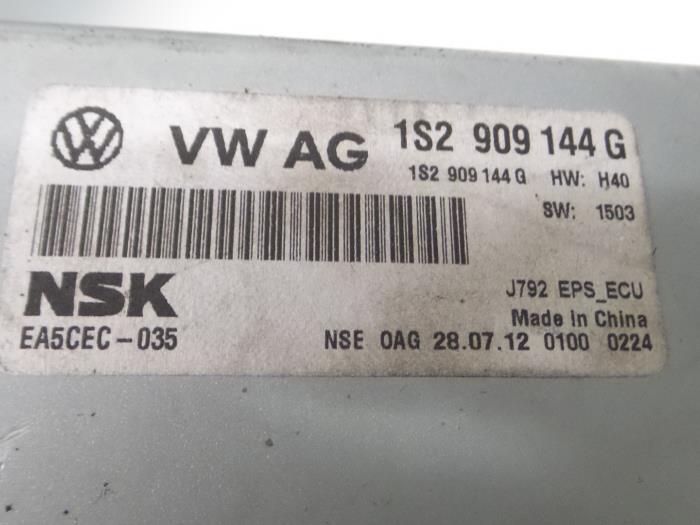 VW AG 1S2 909 144 G
1S2 909 144 G HW: H40
SW: 1503
NSK
J792 EPS_ECU
Made in China
EA5CEC-035 NSE 0AG 28.07.12 0100 0224